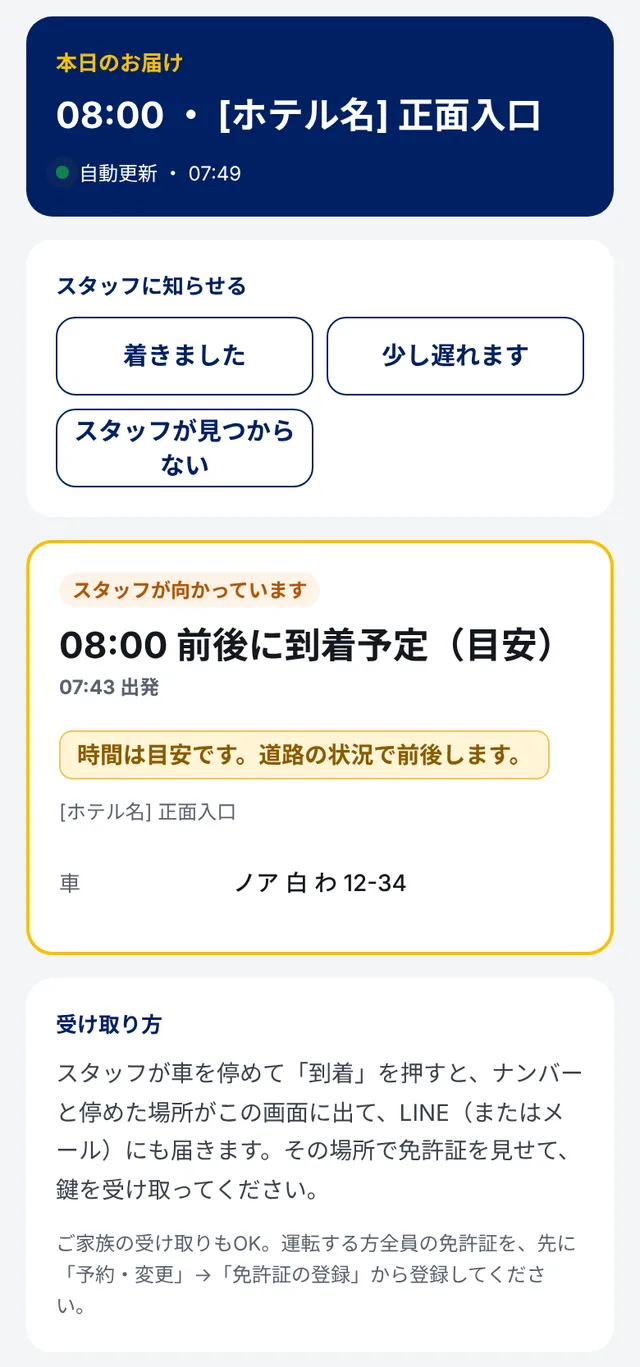 本日のお届け
08:00 ・ [ホテル名] 正面入口
自動更新 ・ 07:49
スタッフに知らせる
着きました
少し遅れます
スタッフが見つから
ない
スタッフが向かっています
08:00 前後に到着予定（目安）
07:43 出発
時間は目安です。道路の状況で前後します。
[ホテル名] 正面入口
車 ノア 白 わ 12-34
受け取り方
スタッフが車を停めて「到着」を押すと、ナンバー
と停めた場所がこの画面に出て、LINE（またはメ
ール）にも届きます。その場所で免許証を見せて、
鍵を受け取ってください。
ご家族の受け取りもOK。運転する方全員の免許証を、先に
「予約・変更」→「免許証の登録」から登録してくださ
い。